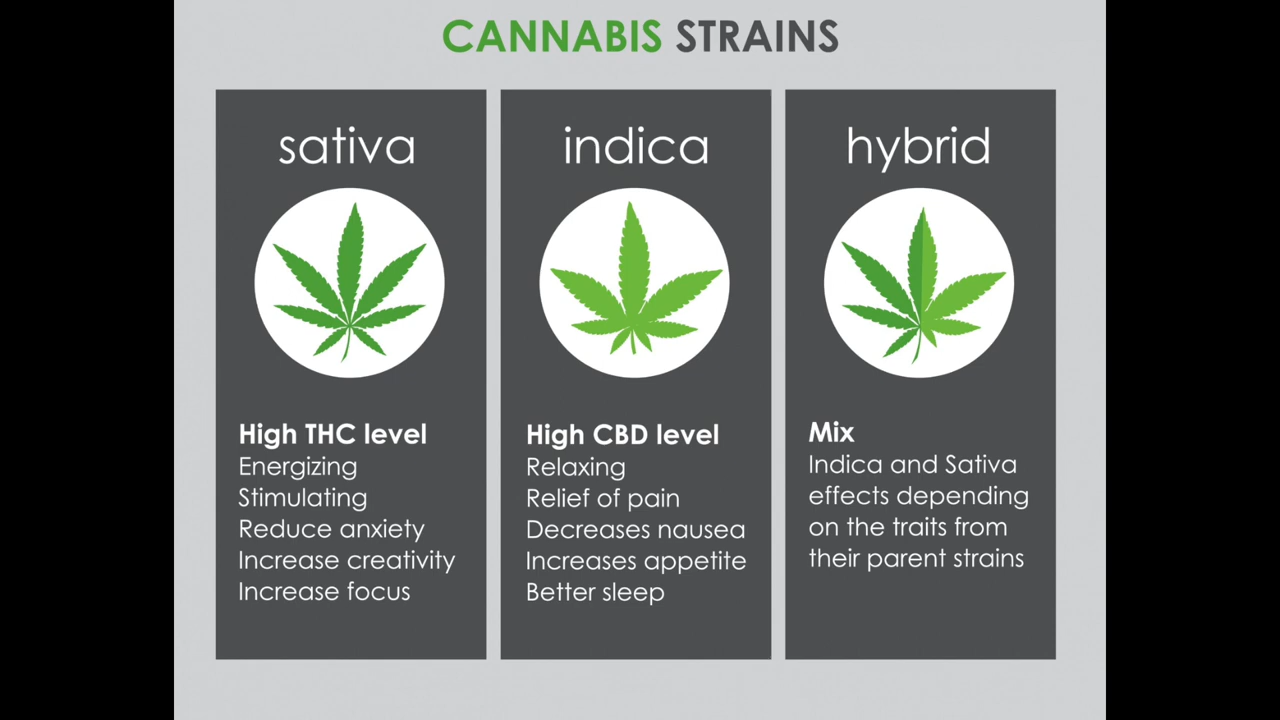 CANNABIS STRAINS
sativa
High THC level
Energizing
Stimulating
Reduce anxiety
Increase creativity
Increase focus
indica
High CBD level
Relaxing
Relief of pain
Decreases nausea
Increases appetite
Better sleep
hybrid
Mix
Indica and Sativa
effects depending
on the traits from
their parent strains